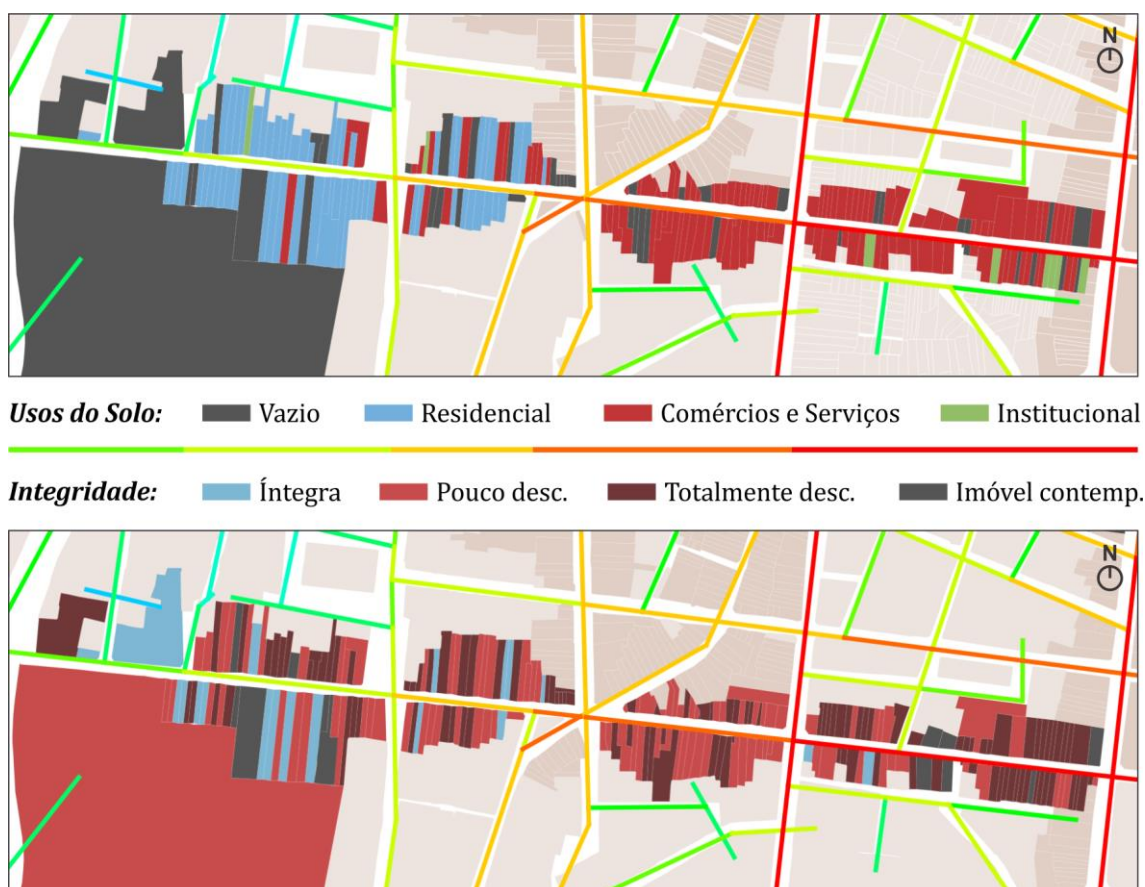 N
Usos do Solo: Vazio Residencial Comércios e Serviços Institucional
Integridade: Íntegra Pouco desc. Totalmente desc. Imóvel contemp.
N